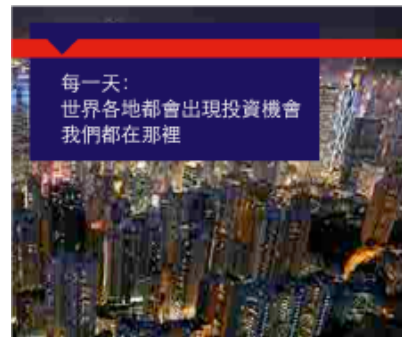 每一天：
世界各地都會出現投資機會
我們都在那裡